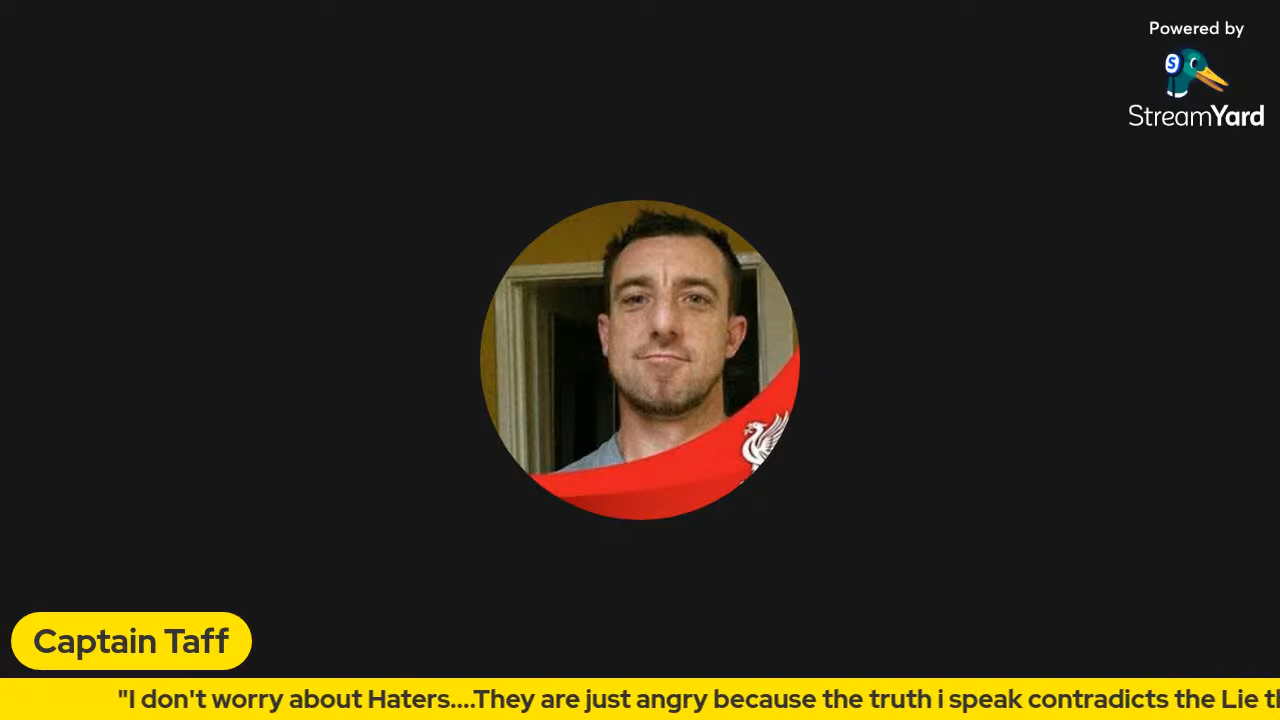 Powered by
S
StreamYard
Captain Taff
"I don't worry about Haters....They are just angry because the truth i speak contradicts the Lie